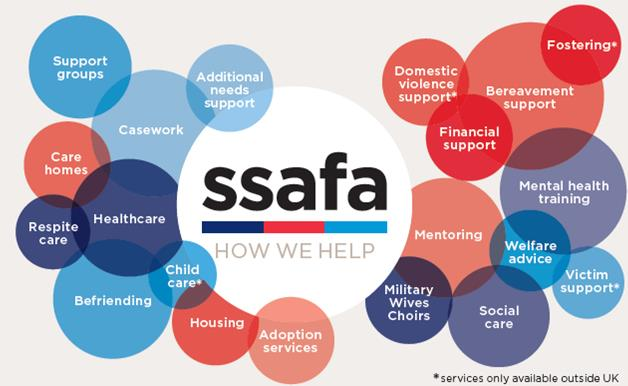 Support
groups
Additional
needs
support
Casework
Care
homes
Respite
care
Healthcare
Befriending
Child
care*
Housing
Adoption
services
ssafa
HOW WE HELP
Domestic
violence
support*
Fostering*
Bereavement
support
Financial
support
Mental health
training
Mentoring
Welfare
advice
Victim
support*
Military
Wives
Choirs
Social
care
*services only available outside UK